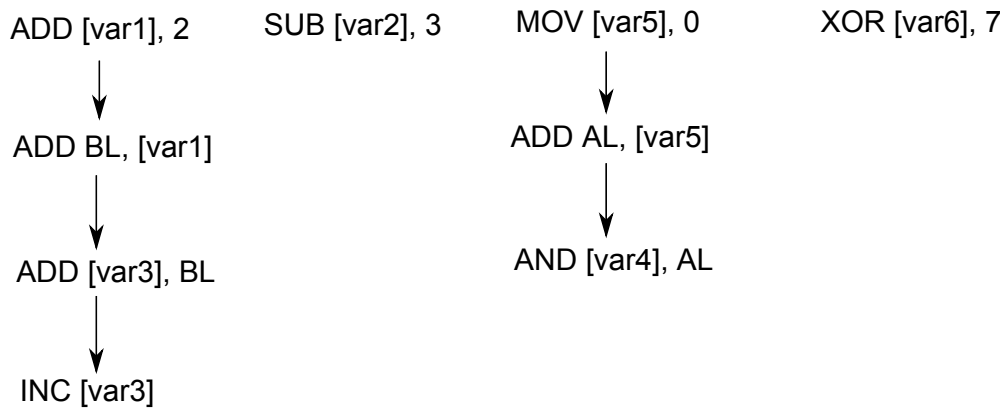 ADD [var1], 2
SUB [var2], 3
MOV [var5], 0
XOR [var6], 7
ADD BL, [var1]
ADD AL, [var5]
ADD [var3], BL
AND [var4], AL
INC [var3]